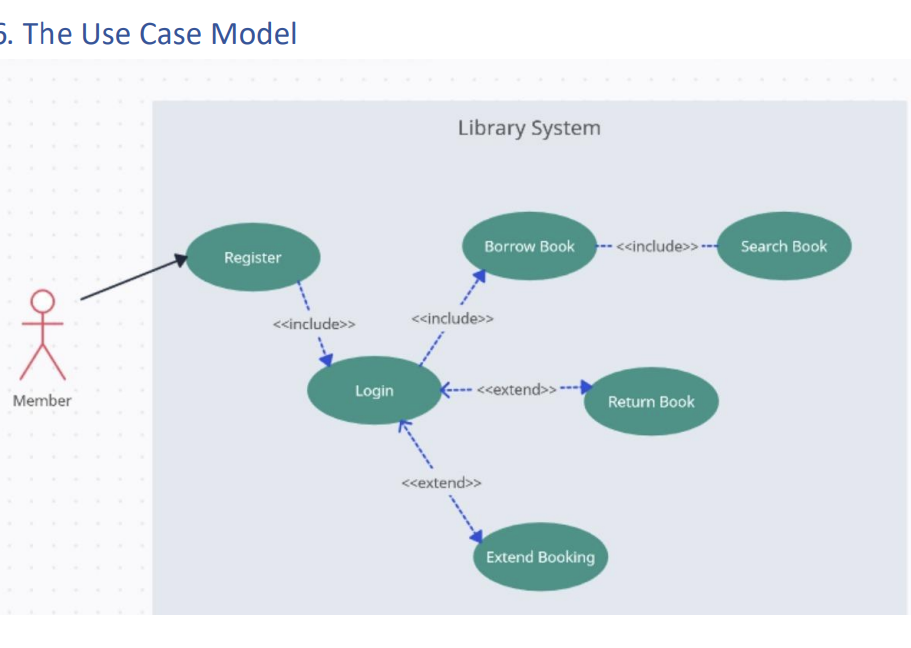 6. The Use Case Model
Library System
Register
Borrow Book
<<include>>
Search Book
<<include>>
<<include>>
Login
<<extend>>
Return Book
Member
<<extend>>
Extend Booking